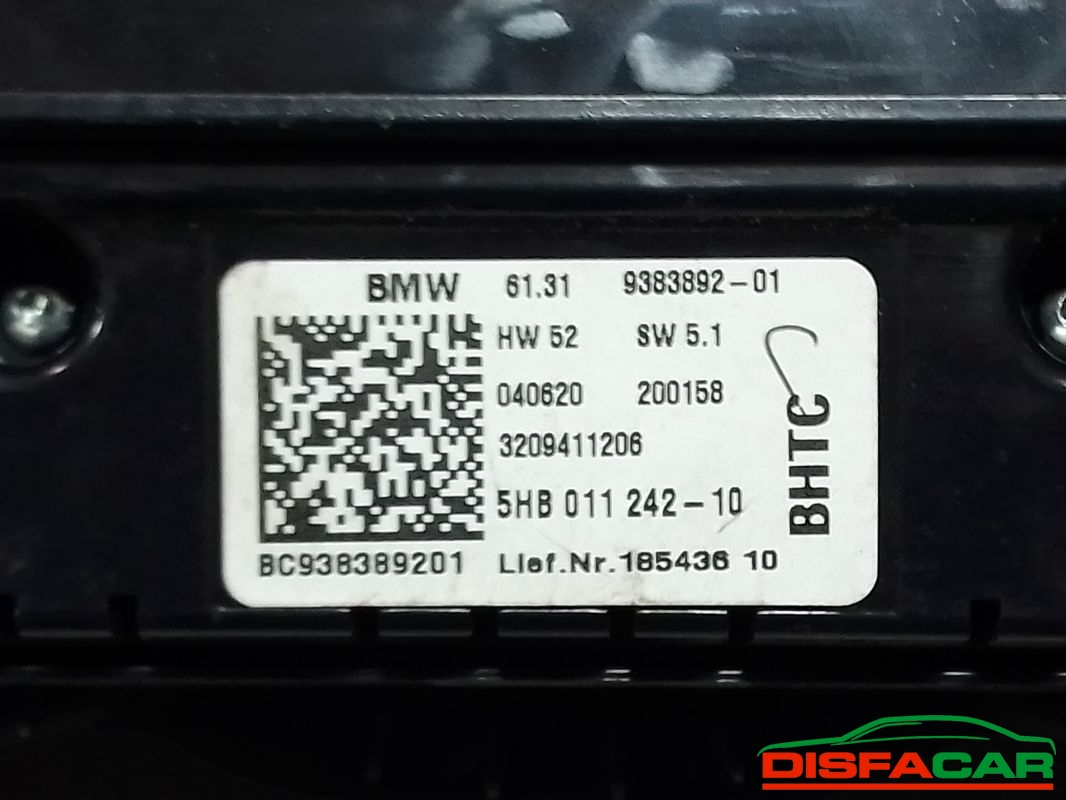 BMW 61.31 9383892-01
HW 52 SW 5.1
040620 200158
3209411206
5HB 011 242-10
BC938389201 Lief.Nr.185436 10
BHTC
DISFACAR